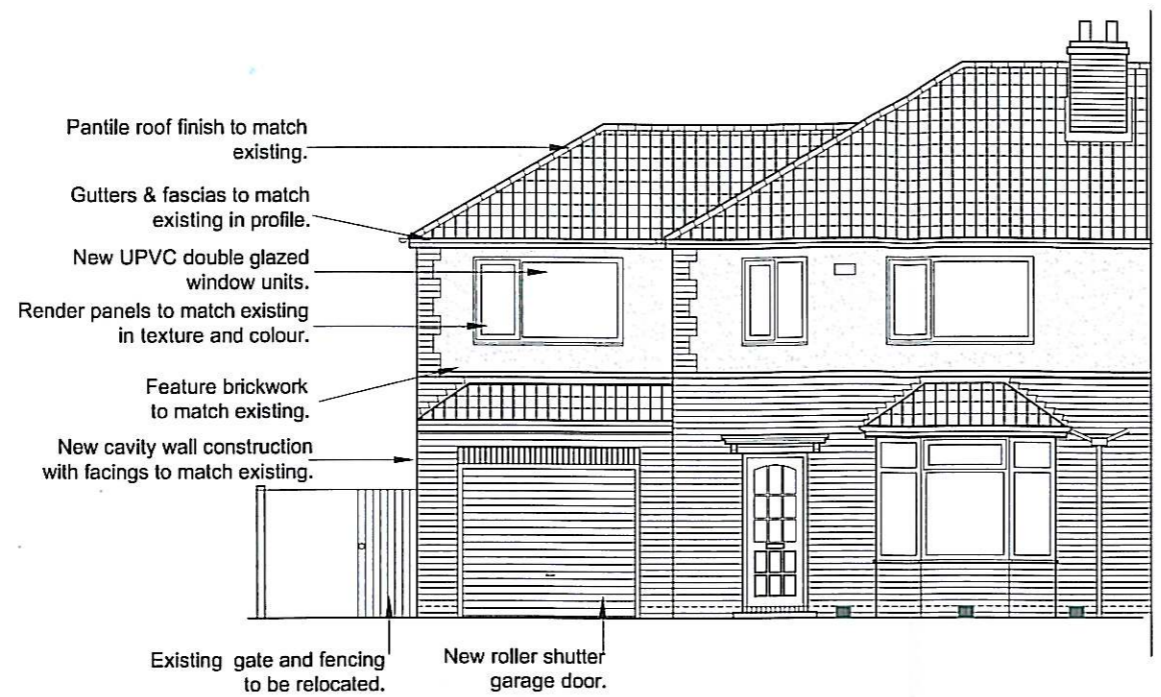 Pantile roof finish to match
existing.
Gutters & fascias to match
existing in profile.
New UPVC double glazed
window units.
Render panels to match existing
in texture and colour.
Feature brickwork
to match existing.
New cavity wall construction
with facings to match existing.
Existing gate and fencing
to be relocated.
New roller shutter
garage door.